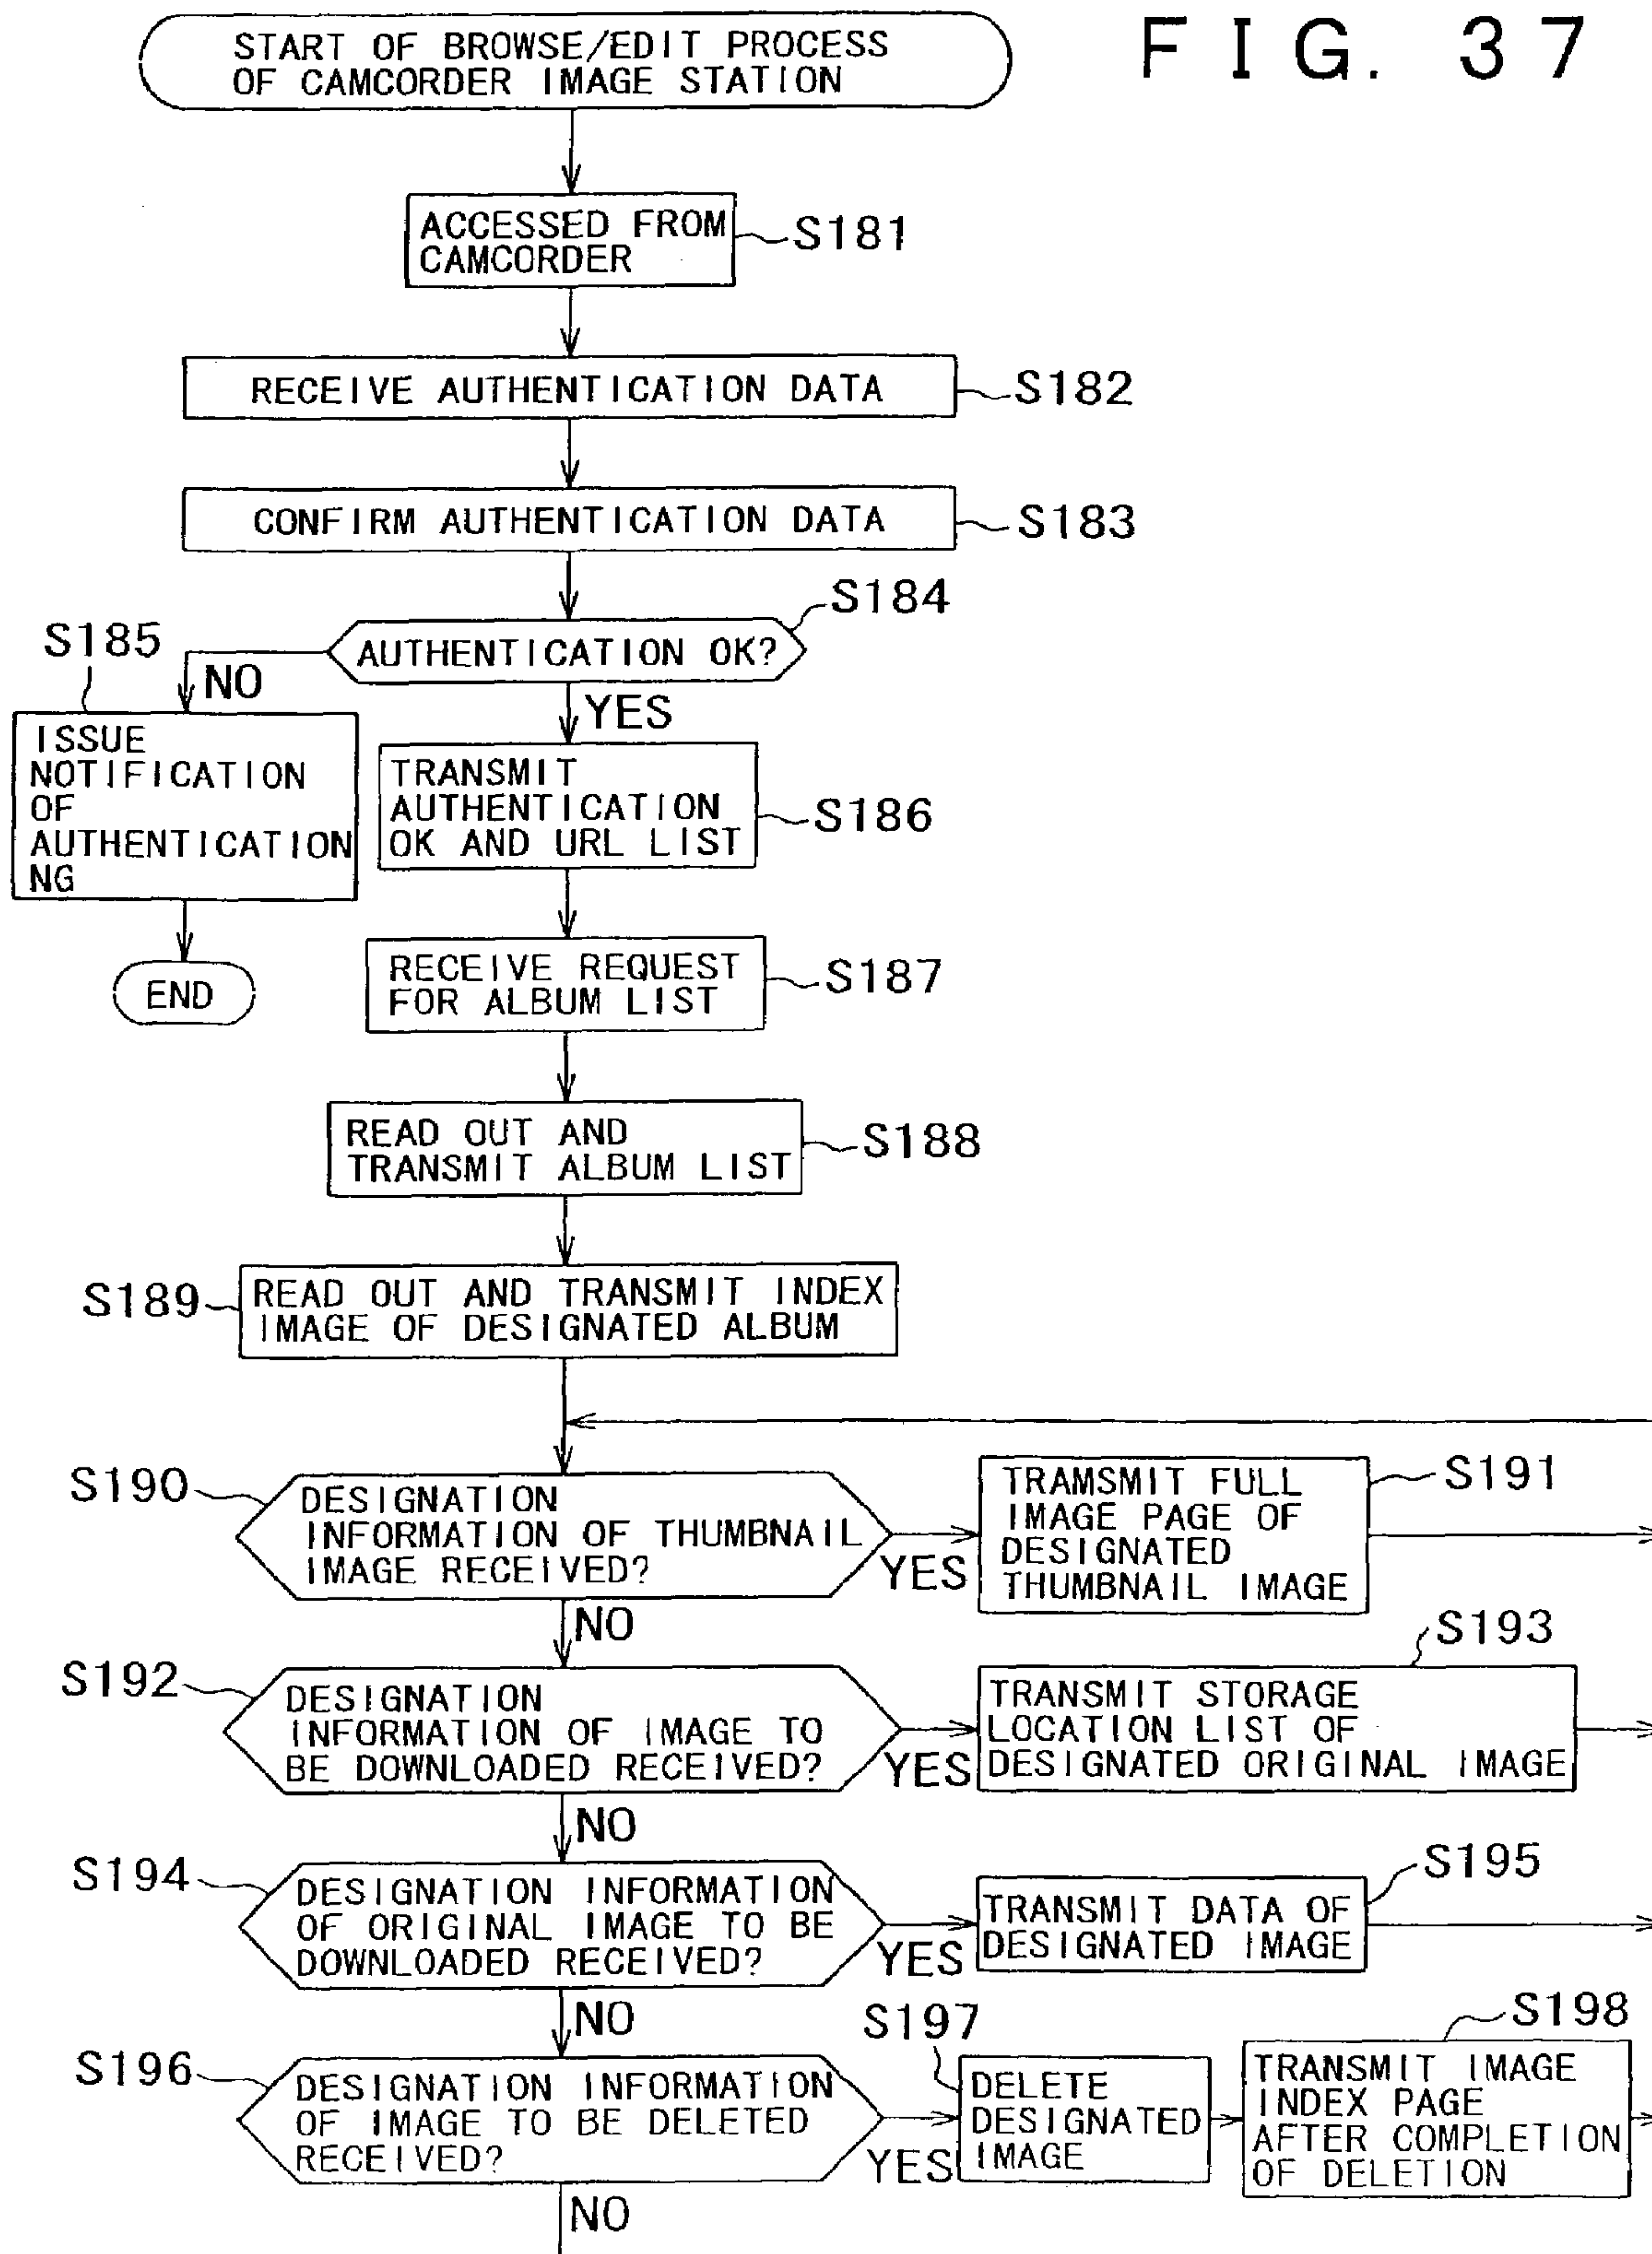 FIG. 37
START OF BROWSE/EDIT PROCESS
OF CAMCORDER IMAGE STATION
ACCESSED FROM
CAMCORDER
S181
RECEIVE AUTHENTICATION DATA
S182
CONFIRM AUTHENTICATION DATA
S183
S184
AUTHENTICATION OK?
S185
NO
YES
ISSUE
NOTIFICATION
OF
AUTHENTICATION
NG
END
TRANSMIT
AUTHENTICATION
OK AND URL LIST
S186
RECEIVE REQUEST
FOR ALBUM LIST
S187
READ OUT AND
TRANSMIT ALBUM LIST
S188
S189
READ OUT AND TRANSMIT INDEX
IMAGE OF DESIGNATED ALBUM
S190
DESIGNATION
INFORMATION OF THUMBNAIL
IMAGE RECEIVED?
YES
TRAMSMIT FULL
IMAGE PAGE OF
DESIGNATED
THUMBNAIL IMAGE
S191
NO
S192
DESIGNATION
INFORMATION OF IMAGE TO
BE DOWNLOADED RECEIVED?
YES
S193
TRANSMIT STORAGE
LOCATION LIST OF
DESIGNATED ORIGINAL IMAGE
NO
S194
DESIGNATION INFORMATION
OF ORIGINAL IMAGE TO BE
DOWNLOADED RECEIVED?
YES
S195
TRANSMIT DATA OF
DESIGNATED IMAGE
NO
S196
DESIGNATION INFORMATION
OF IMAGE TO BE DELETED
RECEIVED?
YES
S197
DELETE
DESIGNATED
IMAGE
S198
TRANSMIT IMAGE
INDEX PAGE
AFTER COMPLETION
OF DELETION
NO